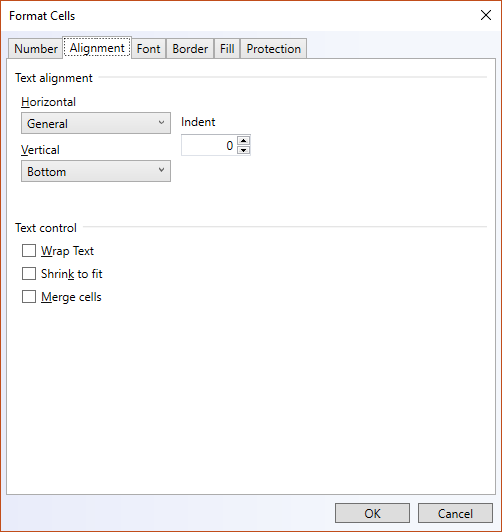 Format Cells
Number Alignment Font Border Fill Protection
Text alignment
Horizontal
General
Indent
0
Vertical
Bottom
Text control
Wrap Text
Shrink to fit
Merge cells
OK Cancel